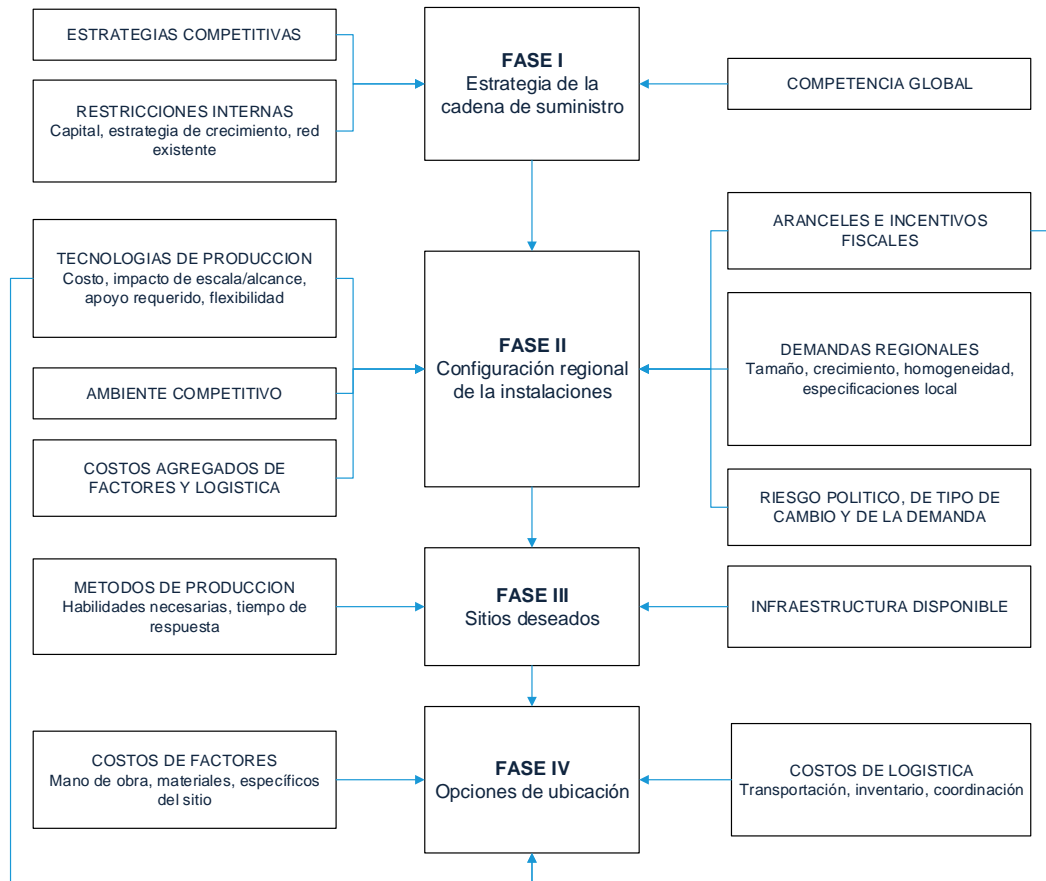 ESTRATEGIAS COMPETITIVAS
RESTRICCIONES INTERNAS
Capital, estrategia de crecimiento, red
existente
FASE I
Estrategia de la
cadena de suministro
COMPETENCIA GLOBAL
TECNOLOGIAS DE PRODUCCION
Costo, impacto de escala/alcance,
apoyo requerido, flexibilidad
AMBIENTE COMPETITIVO
COSTOS AGREGADOS DE
FACTORES Y LOGISTICA
FASE II
Configuración regional
de la instalaciones
ARANCELES E INCENTIVOS
FISCALES
DEMANDAS REGIONALES
Tamaño, crecimiento, homogeneidad,
especificaciones local
RIESGO POLITICO, DE TIPO DE
CAMBIO Y DE LA DEMANDA
METODOS DE PRODUCCION
Habilidades necesarias, tiempo de
respuesta
FASE III
Sitios deseados
INFRAESTRUCTURA DISPONIBLE
COSTOS DE FACTORES
Mano de obra, materiales, específicos
del sitio
FASE IV
Opciones de ubicación
COSTOS DE LOGISTICA
Transportación, inventario, coordinación